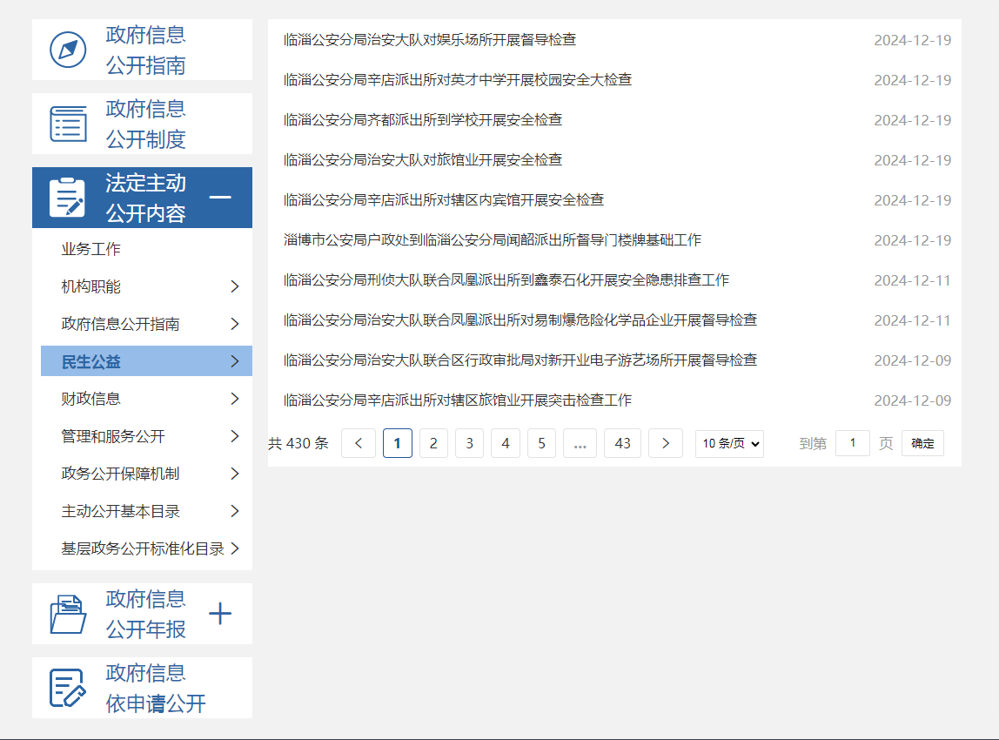 政府信息
公开指南
政府信息
公开制度
法定主动
公开内容
业务工作
机构职能
政府信息公开指南
民生公益
财政信息
管理和服务公开
政务公开保障机制
主动公开基本目录
基层政务公开标准化目录
政府信息
公开年报
政府信息
依申请公开
临淄公安分局治安大队对娱乐场所开展督导检查 2024-12-19
临淄公安分局辛店派出所对英才中学开展校园安全大检查 2024-12-19
临淄公安分局齐都派出所到学校开展安全检查 2024-12-19
临淄公安分局治安大队对旅馆业开展安全检查 2024-12-19
临淄公安分局辛店派出所对辖区内宾馆开展安全检查 2024-12-19
淄博市公安局户政处到临淄公安分局闻韶派出所督导门楼牌基础工作 2024-12-19
临淄公安分局刑侦大队联合凤凰派出所到鑫泰石化开展安全隐患排查工作 2024-12-11
临淄公安分局治安大队联合凤凰派出所对易制爆危险化学品企业开展督导检查 2024-12-11
临淄公安分局治安大队联合区行政审批局对新开业电子游艺场所开展督导检查 2024-12-09
临淄公安分局辛店派出所对辖区旅馆业开展突击检查工作 2024-12-09
共 430 条 1 2 3 4 5 ... 43 10 条/页 到第 1 页 确定